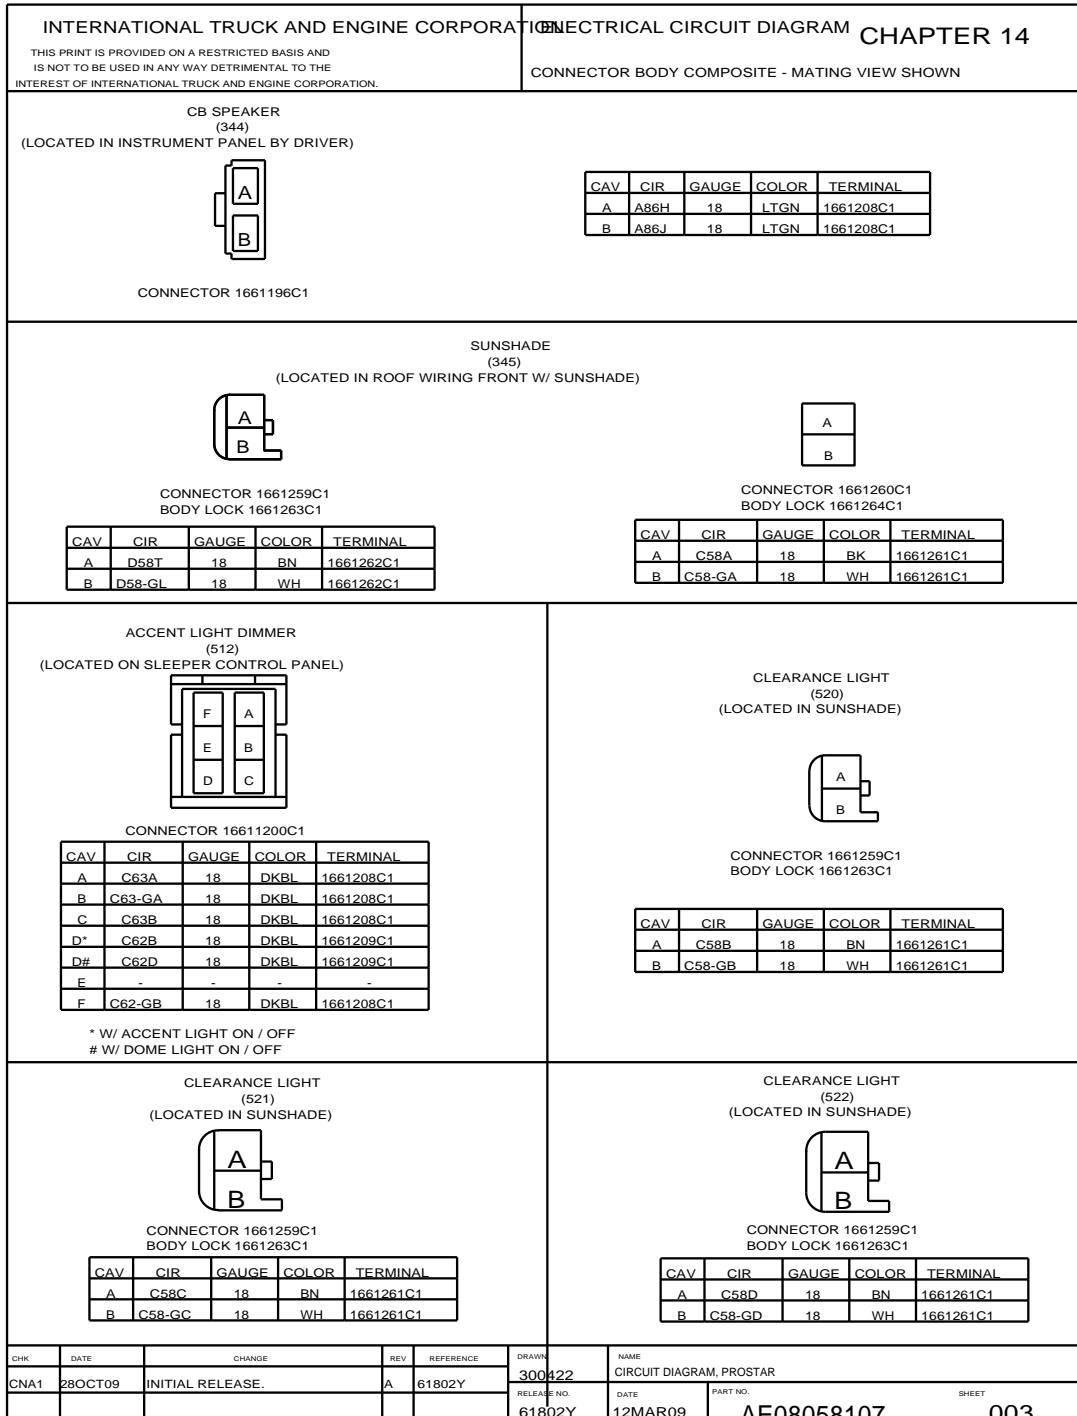 INTERNATIONAL TRUCK AND ENGINE CORPORATION
THIS PRINT IS PROVIDED ON A RESTRICTED BASIS AND
IS NOT TO BE USED IN ANY WAY DETRIMENTAL TO THE
INTEREST OF INTERNATIONAL TRUCK AND ENGINE CORPORATION.
ELECTRICAL CIRCUIT DIAGRAM CHAPTER 14
CONNECTOR BODY COMPOSITE - MATING VIEW SHOWN
CB SPEAKER
(344)
(LOCATED IN INSTRUMENT PANEL BY DRIVER)
A
B
CONNECTOR 1661196C1
CAV CIR GAUGE COLOR TERMINAL
A A86H 18 LTGN 1661208C1
B A86J 18 LTGN 1661208C1
SUNSHADE
(345)
(LOCATED IN ROOF WIRING FRONT W/ SUNSHADE)
A
B
CONNECTOR 1661259C1
BODY LOCK 1661263C1
CAV CIR GAUGE COLOR TERMINAL
A D58T 18 BN 1661262C1
B D58-GL 18 WH 1661262C1
A
B
CONNECTOR 1661260C1
BODY LOCK 1661264C1
CAV CIR GAUGE COLOR TERMINAL
A C58A 18 BK 1661261C1
B C58-GA 18 WH 1661261C1
ACCENT LIGHT DIMMER
(512)
(LOCATED ON SLEEPER CONTROL PANEL)
F A
E B
D C
CONNECTOR 16611200C1
CAV CIR GAUGE COLOR TERMINAL
A C63A 18 DKBL 1661208C1
B C63-GA 18 DKBL 1661208C1
C C63B 18 DKBL 1661208C1
D* C62B 18 DKBL 1661209C1
D# C62D 18 DKBL 1661209C1
E - - - -
F C62-GB 18 DKBL 1661208C1
* W/ ACCENT LIGHT ON / OFF
# W/ DOME LIGHT ON / OFF
CLEARANCE LIGHT
(520)
(LOCATED IN SUNSHADE)
A
B
CONNECTOR 1661259C1
BODY LOCK 1661263C1
CAV CIR GAUGE COLOR TERMINAL
A C58B 18 BN 1661261C1
B C58-GB 18 WH 1661261C1
CLEARANCE LIGHT
(521)
(LOCATED IN SUNSHADE)
A
B
CONNECTOR 1661259C1
BODY LOCK 1661263C1
CAV CIR GAUGE COLOR TERMINAL
A C58C 18 BN 1661261C1
B C58-GC 18 WH 1661261C1
CLEARANCE LIGHT
(522)
(LOCATED IN SUNSHADE)
A
B
CONNECTOR 1661259C1
BODY LOCK 1661263C1
CAV CIR GAUGE COLOR TERMINAL
A C58D 18 BN 1661261C1
B C58-GD 18 WH 1661261C1
CHK DATE CHANGE REV REFERENCE
CNA1 28OCT09 INITIAL RELEASE. A 61802Y
DRAWN
300422
NAME
CIRCUIT DIAGRAM, PROSTAR
RELEASE NO.
61802Y
DATE
12MAR09
PART NO.
AE08058107
SHEET
003